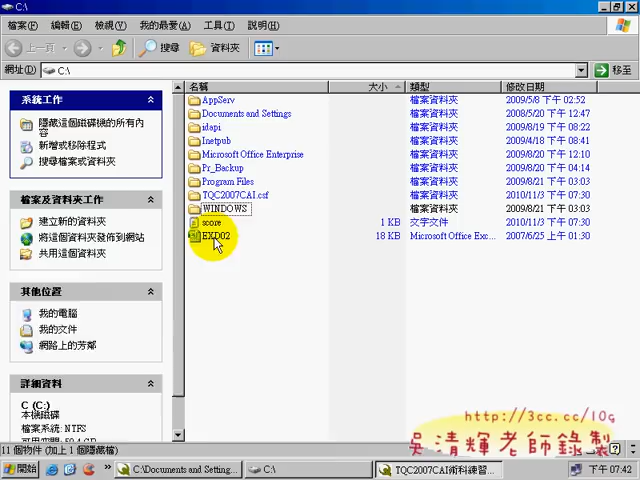 C:\
檔案(F) 編輯(E) 檢視(V) 我的最愛(A) 工具(T) 說明(H)
上一頁 搜尋 資料夾
網址(D) C:\ 移至
系統工作
隱藏這個磁碟機的所有內容
新增或移除程式
搜尋檔案或資料夾
檔案及資料夾工作
建立新的資料夾
將這個資料夾發佈到網站
共用這個資料夾
其他位置
我的電腦
我的文件
網路上的芳鄰
詳細資料
C (C:)
本機磁碟
檔案系統: NTFS
名稱 大小 類型 修改日期
AppServ 檔案資料夾 2009/5/8 下午 02:52
Documents and Settings 檔案資料夾 2008/5/20 下午 12:47
idapi 檔案資料夾 2009/8/19 下午 08:22
Inetpub 檔案資料夾 2009/4/18 下午 08:41
Microsoft Office Enterprise 檔案資料夾 2009/8/20 下午 12:10
Pr_Backup 檔案資料夾 2009/8/20 下午 04:14
Program Files 檔案資料夾 2009/8/21 下午 03:03
TQC2007CAI.csf 檔案資料夾 2010/11/3 下午 07:30
WINDOWS 檔案資料夾 2009/8/21 下午 03:03
score 1 KB 文字文件 2010/11/3 下午 07:30
EXD02 18 KB Microsoft Office Exc... 2007/6/25 上午 01:30
http://3cc.cc/10g
吳清輝老師錄製
11 個物件 (加上 1 個隱藏檔)
開始 C:\Documents and Setting... C:\ TQC2007CAI術科練習... 下午 07:42